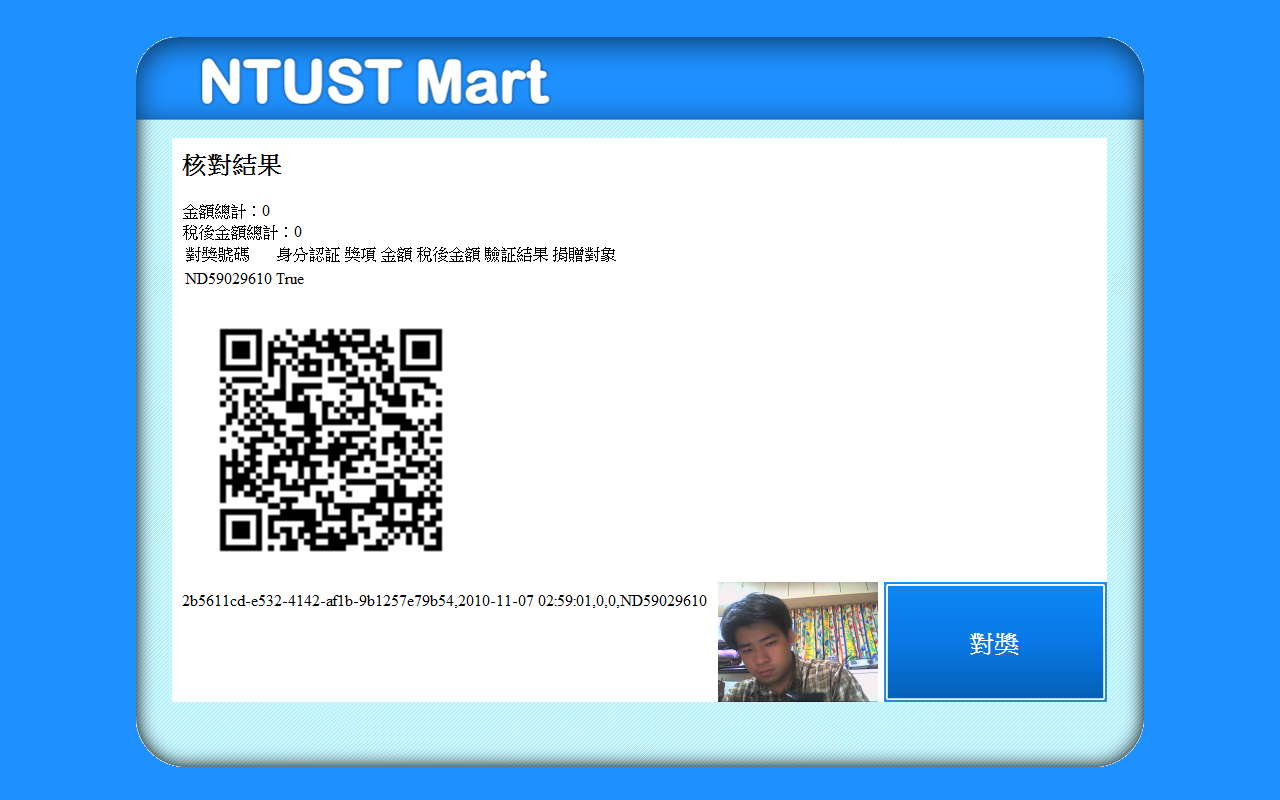 NTUST Mart
核對結果
金額總計：0
稅後金額總計：0
對獎號碼 身分認証 獎項 金額 稅後金額 驗証結果 捐贈對象
ND59029610 True
2b5611cd-e532-4142-af1b-9b1257e79b54,2010-11-07 02:59:01,0,0,ND59029610
對獎